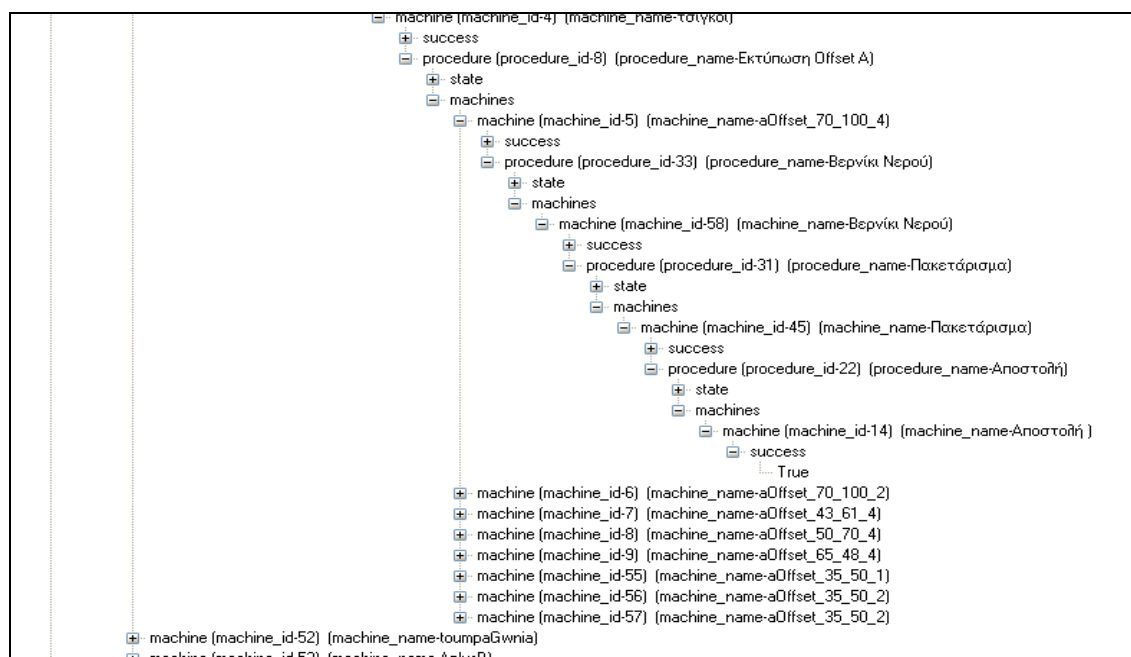 machine (machine_id-4) (machine_name-τσίγκοι)
success
procedure (procedure_id-8) (procedure_name-Εκτύπωση Offset A)
state
machines
machine (machine_id-5) (machine_name-aOffset_70_100_4)
success
procedure (procedure_id-33) (procedure_name-Βερνίκι Νερού)
state
machines
machine (machine_id-58) (machine_name-Βερνίκι Νερού)
success
procedure (procedure_id-31) (procedure_name-Πακετάρισμα)
state
machines
machine (machine_id-45) (machine_name-Πακετάρισμα)
success
procedure (procedure_id-22) (procedure_name-Αποστολή)
state
machines
machine (machine_id-14) (machine_name-Αποστολή )
success
True
machine (machine_id-6) (machine_name-aOffset_70_100_2)
machine (machine_id-7) (machine_name-aOffset_43_61_4)
machine (machine_id-8) (machine_name-aOffset_50_70_4)
machine (machine_id-9) (machine_name-aOffset_65_48_4)
machine (machine_id-55) (machine_name-aOffset_35_50_1)
machine (machine_id-56) (machine_name-aOffset_35_50_2)
machine (machine_id-57) (machine_name-aOffset_35_50_2)
machine (machine_id-52) (machine_name-toumpaGwnia)
machine